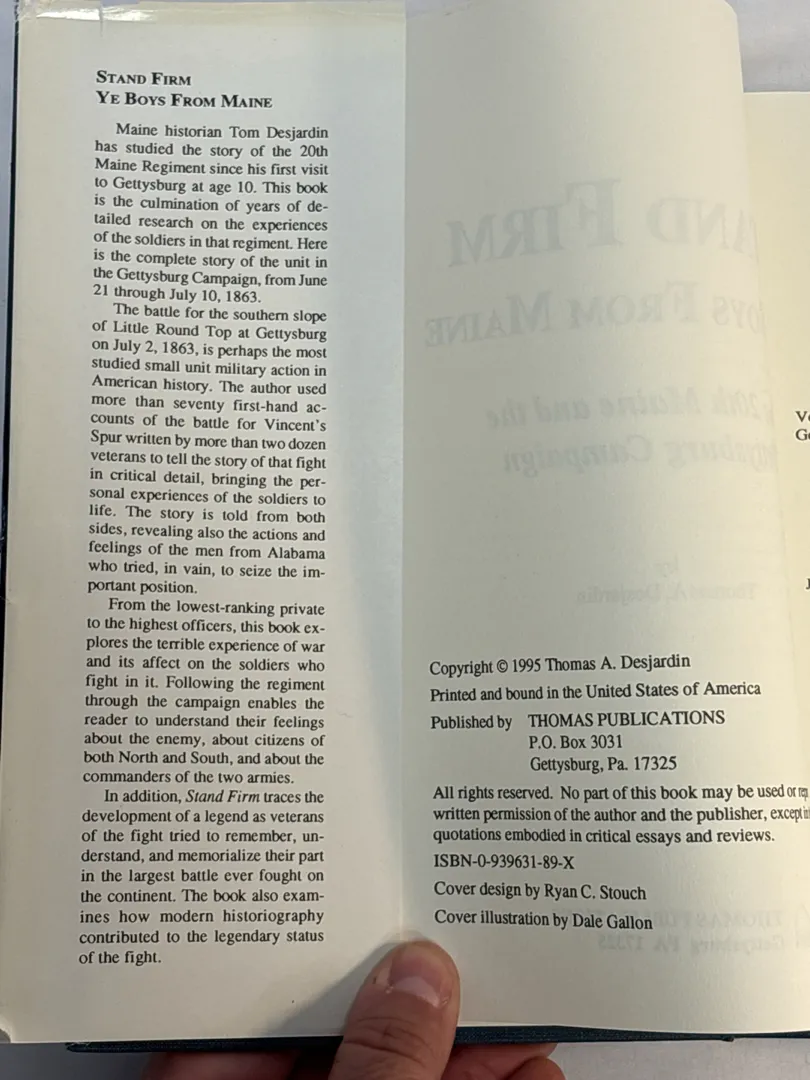 STAND FIRM
YE BOYS FROM MAINE
Maine historian Tom Desjardin
has studied the story of the 20th
Maine Regiment since his first visit
to Gettysburg at age 10. This book
is the culmination of years of de-
tailed research on the experiences
of the soldiers in that regiment. Here
is the complete story of the unit in
the Gettysburg Campaign, from June
21 through July 10, 1863.
The battle for the southern slope
of Little Round Top at Gettysburg
on July 2, 1863, is perhaps the most
studied small unit military action in
American history. The author used
more than seventy first-hand ac-
counts of the battle for Vincent's
Spur written by more than two dozen
veterans to tell the story of that fight
in critical detail, bringing the per-
sonal experiences of the soldiers to
life. The story is told from both
sides, revealing also the actions and
feelings of the men from Alabama
who tried, in vain, to seize the im-
portant position.
From the lowest-ranking private
to the highest officers, this book ex-
plores the terrible experience of war
and its affect on the soldiers who
fight in it. Following the regiment
through the campaign enables the
reader to understand their feelings
about the enemy, about citizens of
both North and South, and about the
commanders of the two armies.
In addition, Stand Firm traces the
development of a legend as veterans
of the fight tried to remember, un-
derstand, and memorialize their part
in the largest battle ever fought on
the continent. The book also exam-
ines how modern historiography
contributed to the legendary status
of the fight.
Copyright © 1995 Thomas A. Desjardin
Printed and bound in the United States of America
Published by THOMAS PUBLICATIONS
P.O. Box 3031
Gettysburg, Pa. 17325
All rights reserved. No part of this book may be used or
written permission of the author and the publisher, except
quotations embodied in critical essays and reviews.
ISBN-0-939631-89-X
Cover design by Ryan C. Stouch
Cover illustration by Dale Gallon